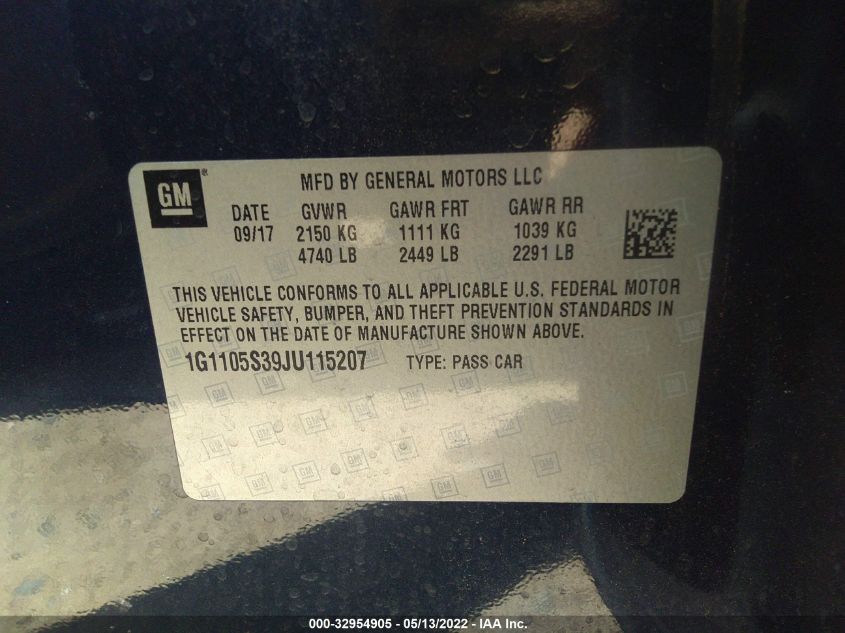 GM ®
MFD BY GENERAL MOTORS LLC
DATE GVWR GAWR FRT GAWR RR
09/17 2150 KG 1111 KG 1039 KG
4740 LB 2449 LB 2291 LB
THIS VEHICLE CONFORMS TO ALL APPLICABLE U.S. FEDERAL MOTOR
VEHICLE SAFETY, BUMPER, AND THEFT PREVENTION STANDARDS IN
EFFECT ON THE DATE OF MANUFACTURE SHOWN ABOVE.
1G1105S39JU115207 TYPE: PASS CAR
000-32954905 - 05/13/2022 - IAA Inc.